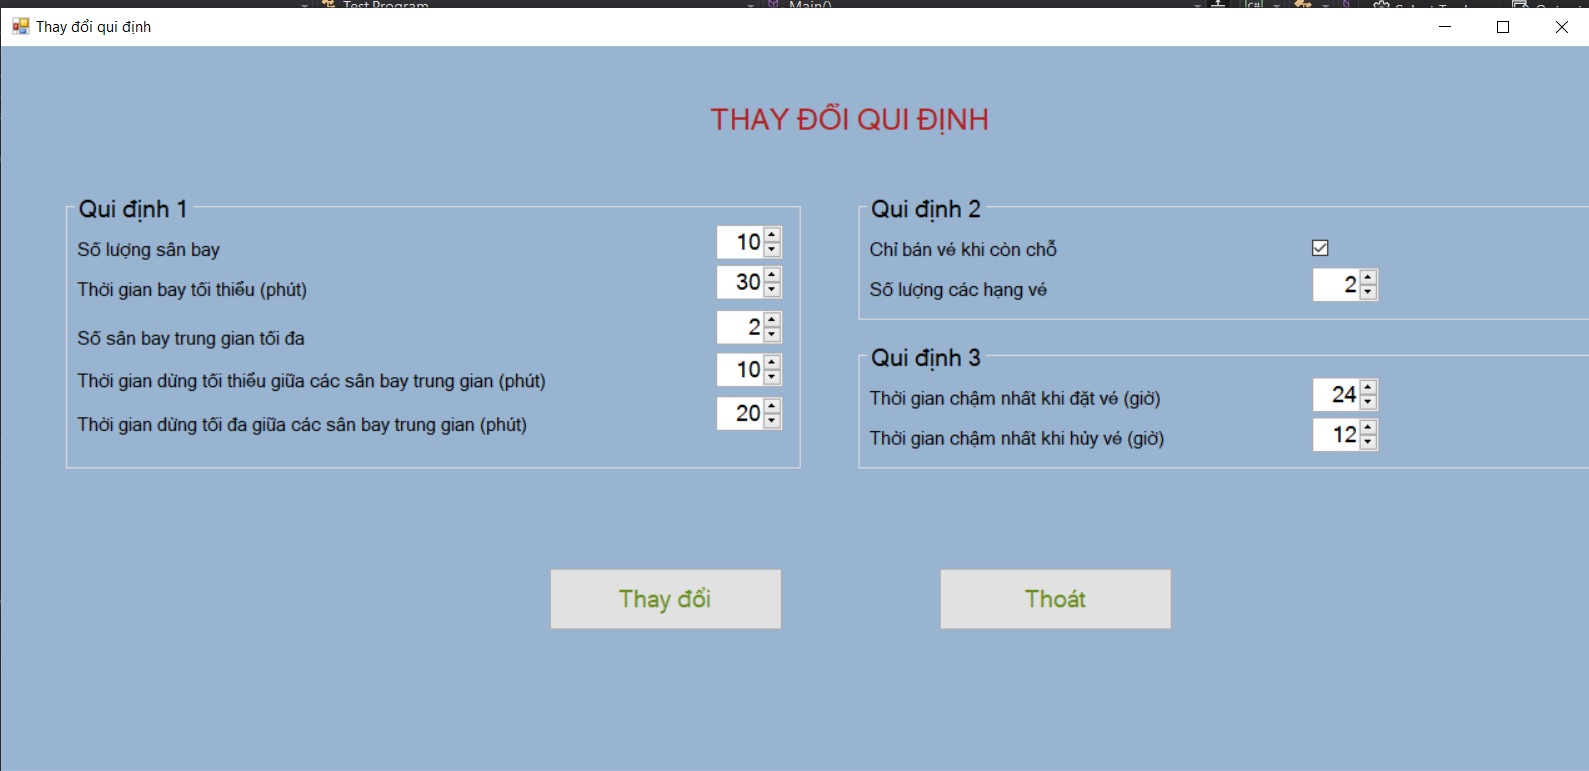 Test Program
Main()
Thay đổi qui định
THAY ĐỔI QUI ĐỊNH
Qui định 1
Số lượng sân bay 10
Thời gian bay tối thiểu (phút) 30
Số sân bay trung gian tối đa 2
Thời gian dừng tối thiểu giữa các sân bay trung gian (phút) 10
Thời gian dừng tối đa giữa các sân bay trung gian (phút) 20
Qui định 2
Chỉ bán vé khi còn chỗ
Số lượng các hạng vé 2
Qui định 3
Thời gian chậm nhất khi đặt vé (giờ) 24
Thời gian chậm nhất khi hủy vé (giờ) 12
Thay đổi
Thoát